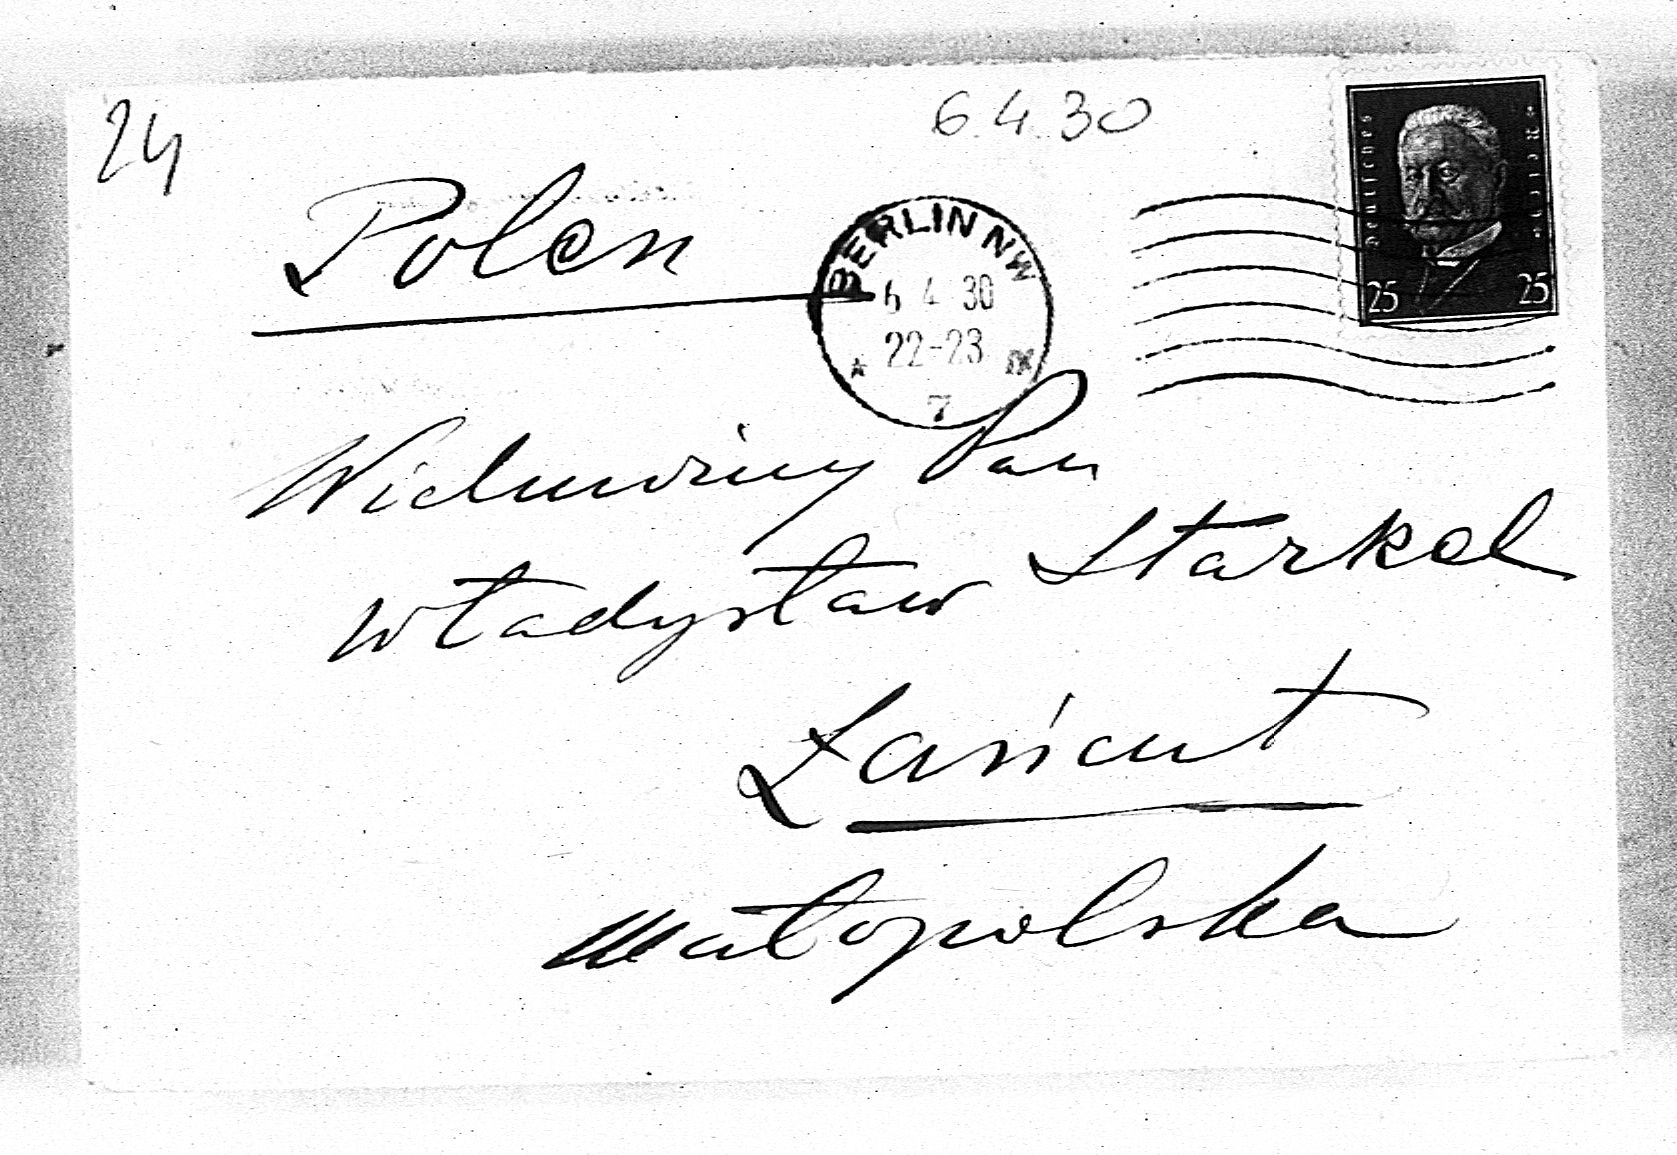 24
6.4.30
Polen
BERLIN NW
6 4 30
22-23
* IX
7
Deutsches Reich
25 25
Wielmożny Pan
Władysław Starkel
Łańcut
Małopolska